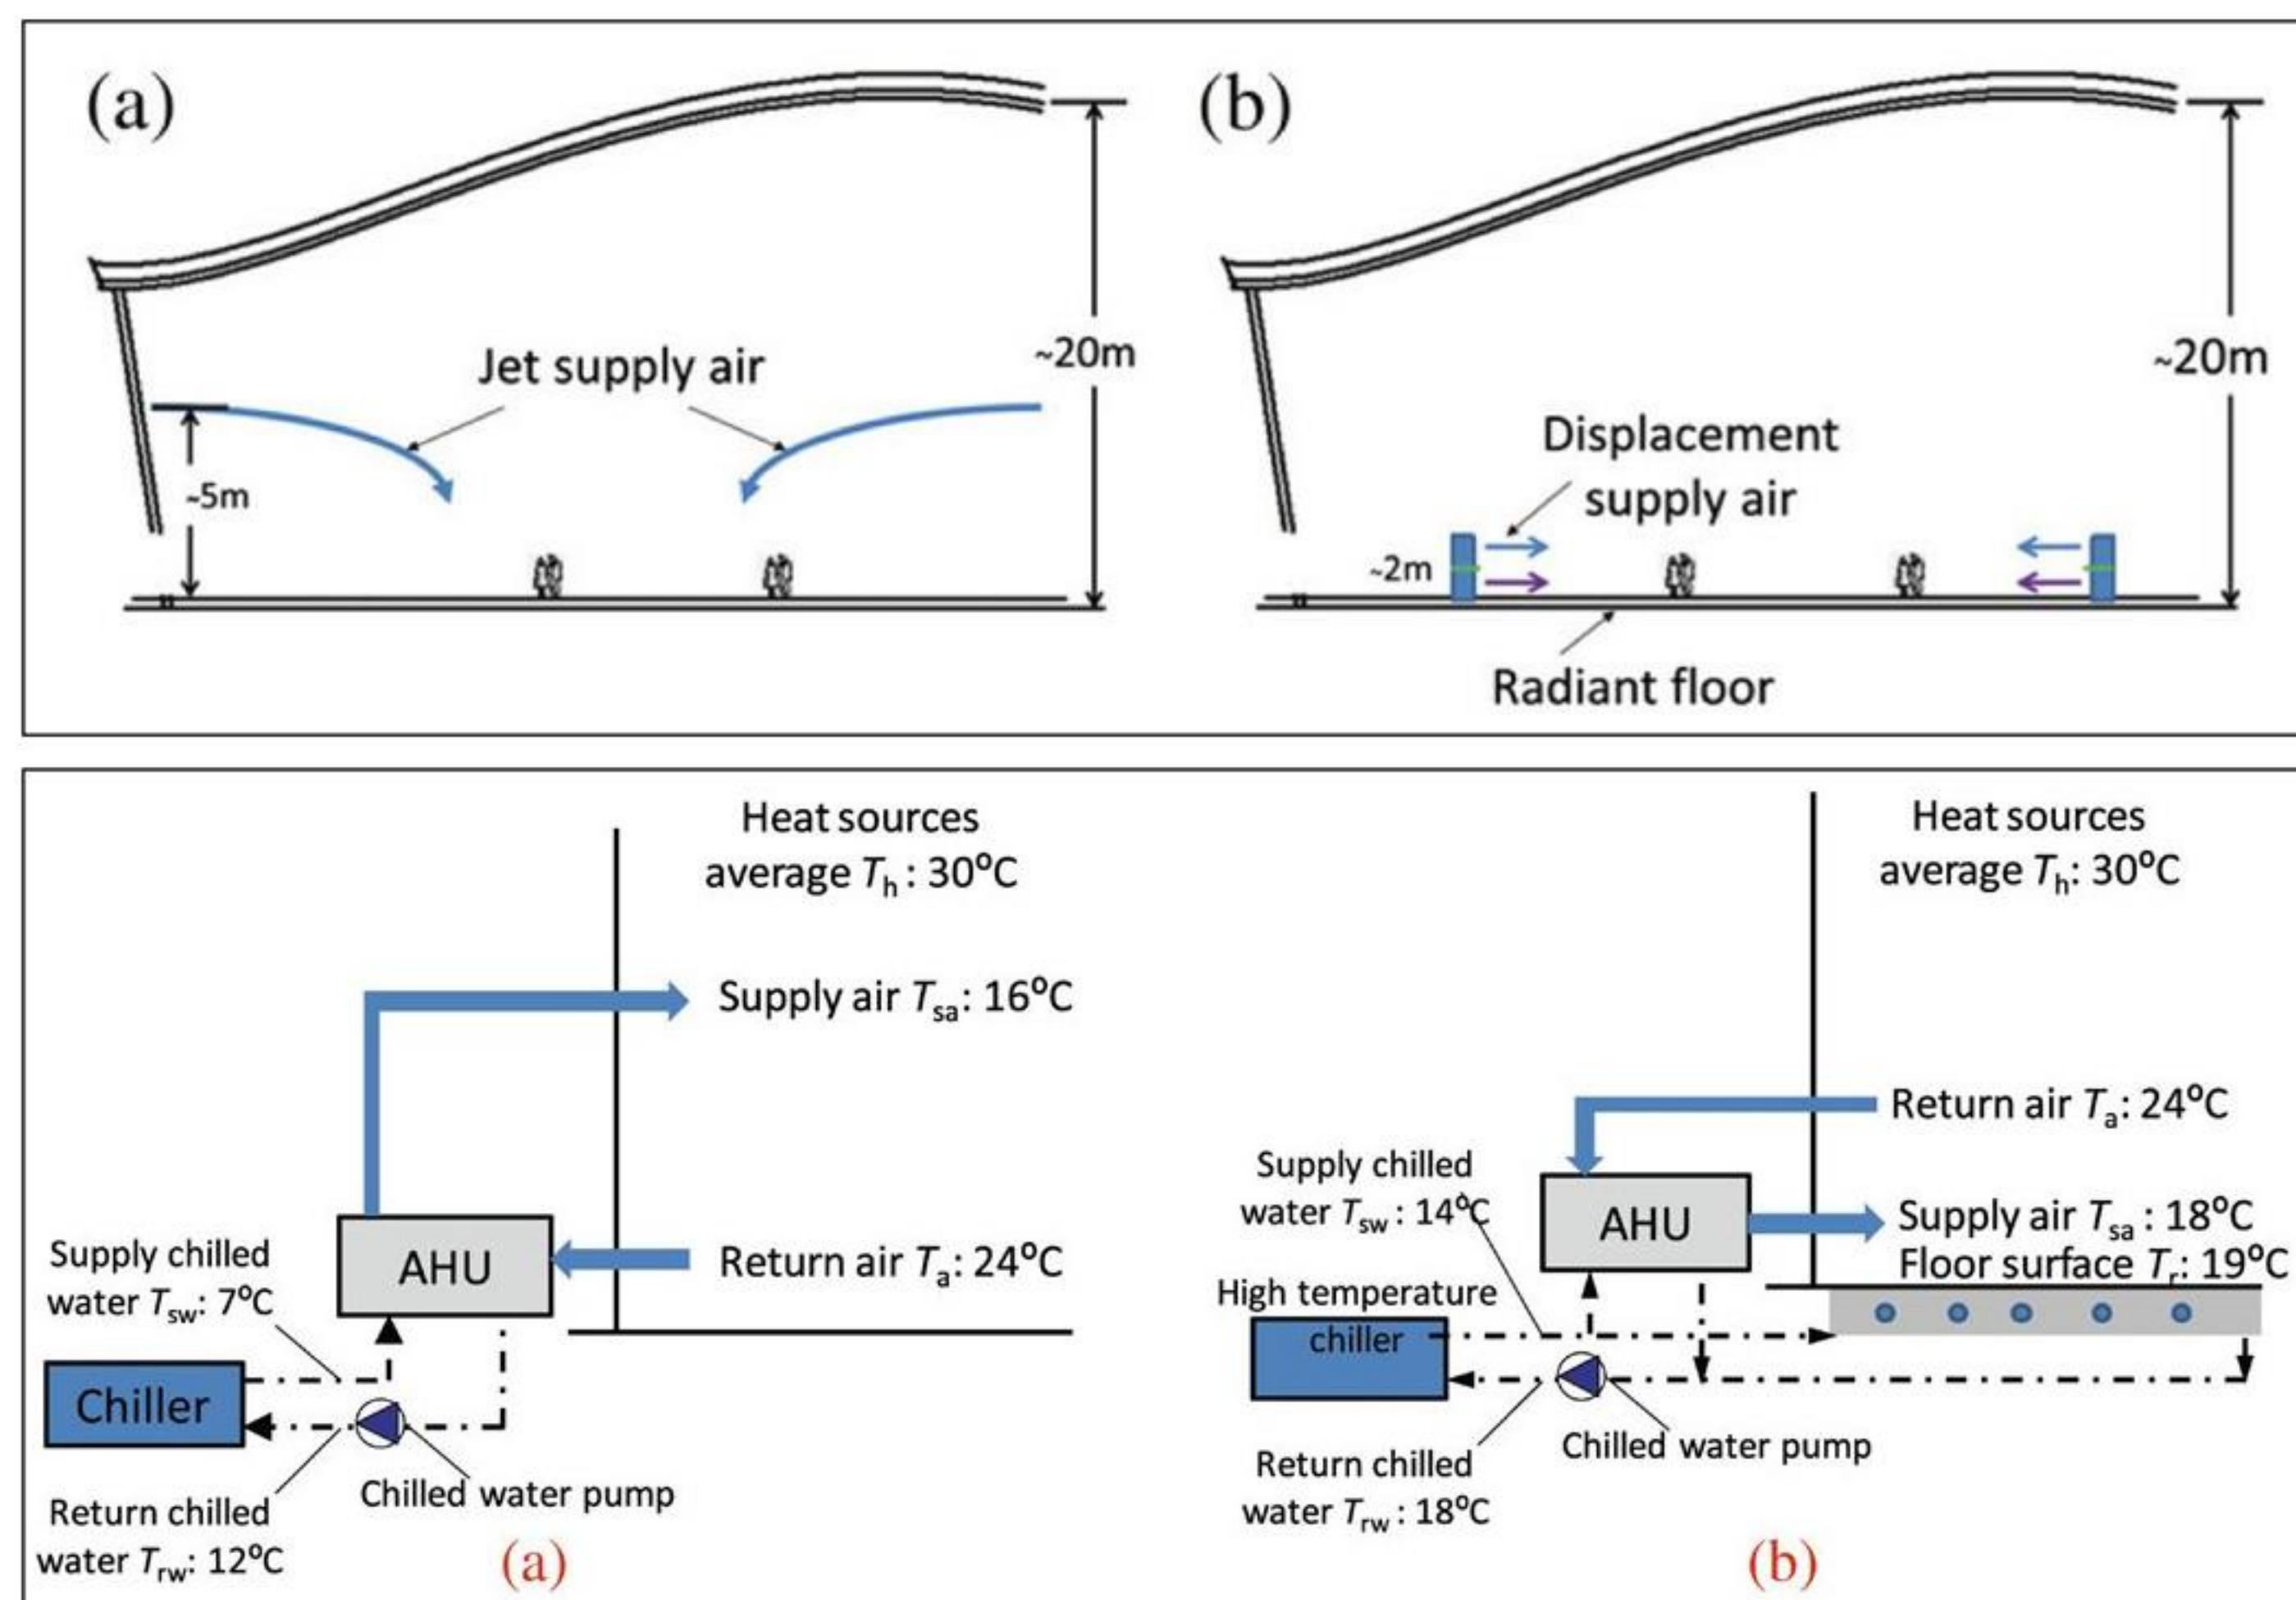 (a)
Jet supply air
~20m
~5m
(b)
Displacement
supply air
~20m
~2m
Radiant floor
Heat sources
average Th : 30°C
Supply air Tsa: 16°C
AHU
Return air Ta: 24°C
Supply chilled
water Tsw: 7°C
Chiller
Chilled water pump
Return chilled
water Trw: 12°C
(a)
Heat sources
average Th: 30°C
Return air Ta: 24°C
Supply chilled
water Tsw : 14°C
AHU
Supply air Tsa : 18°C
Floor surface Tr: 19°C
High temperature
chiller
Chilled water pump
Return chilled
water Trw : 18°C
(b)